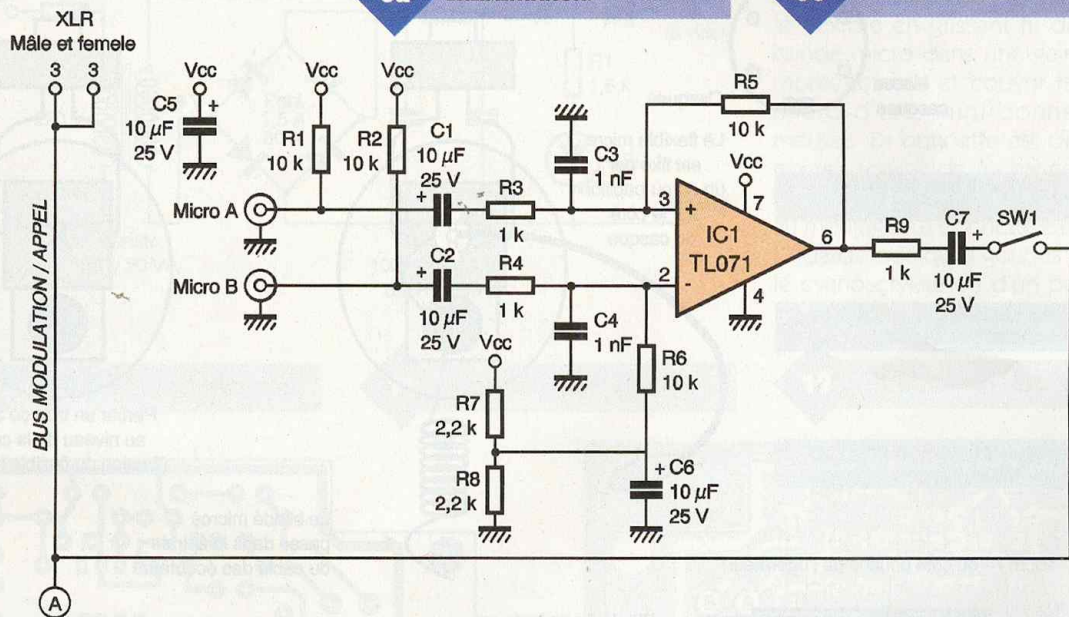 XLR
Mâle et femele
3 3
BUS MODULATION / APPEL
A
Vcc
C5
+
10 µF
25 V
Vcc
R1
10 k
Vcc
R2
10 k
C1
10 µF
25 V
+
R3
1 k
Micro A
Micro B
C2
+
10 µF
25 V
R4
1 k
C3
1 nF
C4
1 nF
R5
10 k
Vcc
7
3
+
2
-
IC1
TL071
6
4
R6
10 k
Vcc
R7
2,2 k
R8
2,2 k
+ C6
10 µF
25 V
R9
1 k
C7
+
10 µF
25 V
SW1